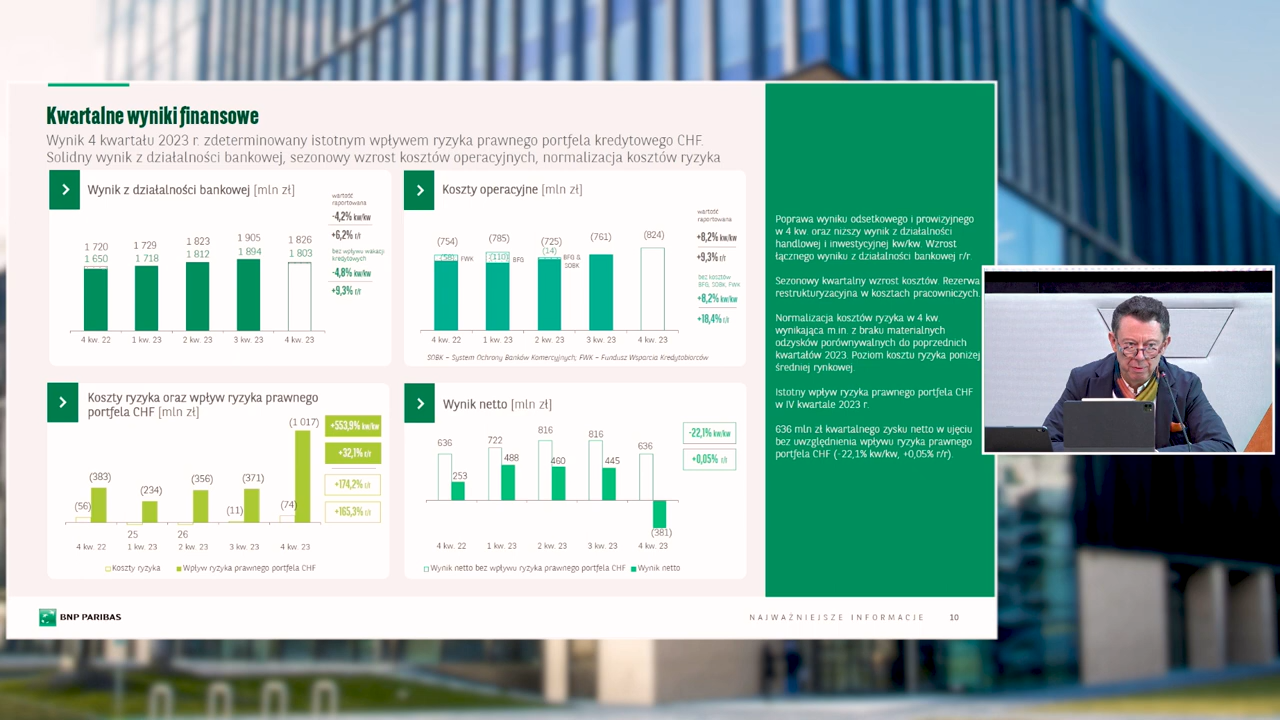 Kwartalne wyniki finansowe
Wynik 4 kwartału 2023 r. zdeterminowany istotnym wpływem ryzyka prawnego portfela kredytowego CHF.
Solidny wynik z działalności bankowej, sezonowy wzrost kosztów operacyjnych, normalizacja kosztów ryzyka
Wynik z działalności bankowej [mln zł]
wartość
raportowana
-4,2% kw/kw
+6,2% r/r
bez wpływu wakacji
kredytowych
-4,8% kw/kw
+9,3% r/r
1 720 1 729 1 823 1 905 1 826
1 650 1 718 1 812 1 894 1 803
4 kw. 22 1 kw. 23 2 kw. 23 3 kw. 23 4 kw. 23
Koszty operacyjne [mln zł]
wartość
raportowana
+8,2% kw/kw
+9,3% r/r
bez kosztów
BFG, SOBK, FWK
+8,2% kw/kw
+18,4% r/r
(754) (785) (725) (761) (824)
FWK (110) BFG (14) BFG &
SOBK
4 kw. 22 1 kw. 23 2 kw. 23 3 kw. 23 4 kw. 23
SOBK – System Ochrony Banków Komercyjnych, FWK – Fundusz Wsparcia Kredytobiorców
Koszty ryzyka oraz wpływ ryzyka prawnego
portfela CHF [mln zł]
+553,9% kw/kw
+32,1% r/r
+174,2% r/r
+165,3% r/r
(56) (383) 25 (234) 26 (356) (11) (371) (74) (1 017)
4 kw. 22 1 kw. 23 2 kw. 23 3 kw. 23 4 kw. 23
Koszty ryzyka Wpływ ryzyka prawnego portfela CHF
Wynik netto [mln zł]
-22,1% kw/kw
+0,05% r/r
636 253 722 488 816 460 816 445 636 (381)
4 kw. 22 1 kw. 23 2 kw. 23 3 kw. 23 4 kw. 23
Wynik netto bez wpływu ryzyka prawnego portfela CHF Wynik netto
Poprawa wyniku odsetkowego i prowizyjnego
w 4 kw. oraz niższy wynik z działalności
handlowej i inwestycyjnej kw/kw. Wzrost
łącznego wyniku z działalności bankowej r/r
Sezonowy kwartalny wzrost kosztów. Rezerwa
restrukturyzacyjna w kosztach pracowniczych.
Normalizacja kosztów ryzyka w 4 kw.
wynikająca m.in. z braku materialnych
odzysków porównywalnych do poprzednich
kwartałów 2023. Poziom kosztu ryzyka poniżej
średniej rynkowej.
Istotny wpływ ryzyka prawnego portfela CHF
w IV kwartale 2023 r.
636 mln zł kwartalnego zysku netto w ujęciu
bez uwzględnienia wpływu ryzyka prawnego
portfela CHF (-22,1% kw/kw, +0,05% r/r).
BNP PARIBAS
NAJWAŻNIEJSZE INFORMACJE 10